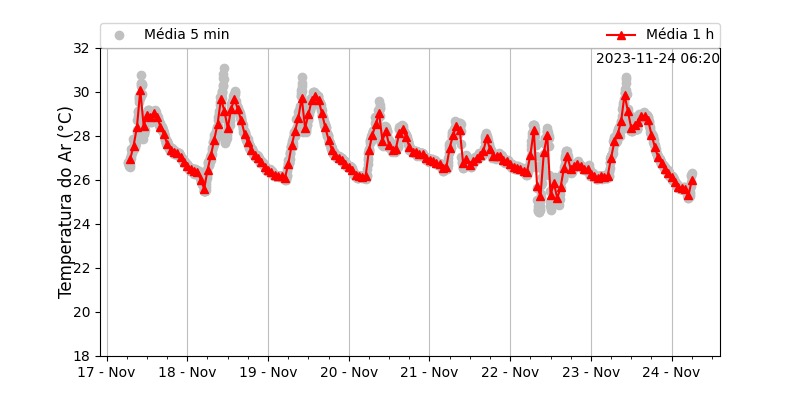 Média 5 min
Média 1 h
2023-11-24 06:20
Temperatura do Ar (°C)
32
30
28
26
24
22
20
18
17 - Nov
18 - Nov
19 - Nov
20 - Nov
21 - Nov
22 - Nov
23 - Nov
24 - Nov